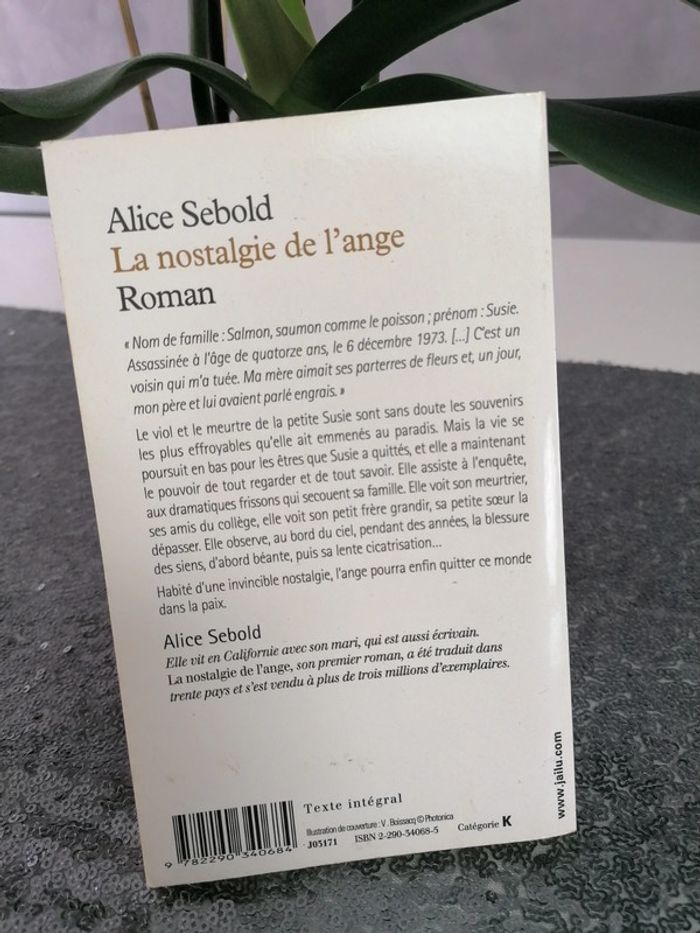 Alice Sebold
La nostalgie de l'ange
Roman
« Nom de famille : Salmon, saumon comme le poisson ; prénom : Susie.
Assassinée à l'âge de quatorze ans, le 6 décembre 1973. [...] C'est un
voisin qui m'a tuée. Ma mère aimait ses parterres de fleurs et, un jour,
mon père et lui avaient parlé engrais. »
Le viol et le meurtre de la petite Susie sont sans doute les souvenirs
les plus effroyables qu'elle ait emmenés au paradis. Mais la vie se
poursuit en bas pour les êtres que Susie a quittés, et elle a maintenant
le pouvoir de tout regarder et de tout savoir. Elle assiste à l'enquête,
aux dramatiques frissons qui secouent sa famille. Elle voit son meurtrier,
ses amis du collège, elle voit son petit frère grandir, sa petite sœur la
dépasser. Elle observe, au bord du ciel, pendant des années, la blessure
des siens, d'abord béante, puis sa lente cicatrisation...
Habité d'une invincible nostalgie, l'ange pourra enfin quitter ce monde
dans la paix.
Alice Sebold
Elle vit en Californie avec son mari, qui est aussi écrivain.
La nostalgie de l'ange, son premier roman, a été traduit dans
trente pays et s'est vendu à plus de trois millions d'exemplaires.
www.jailu.com
Texte intégral
Illustration de couverture : V. Boissacq © Photonica
J05171 ISBN 2-290-34068-5 Catégorie K
9 782290 340684